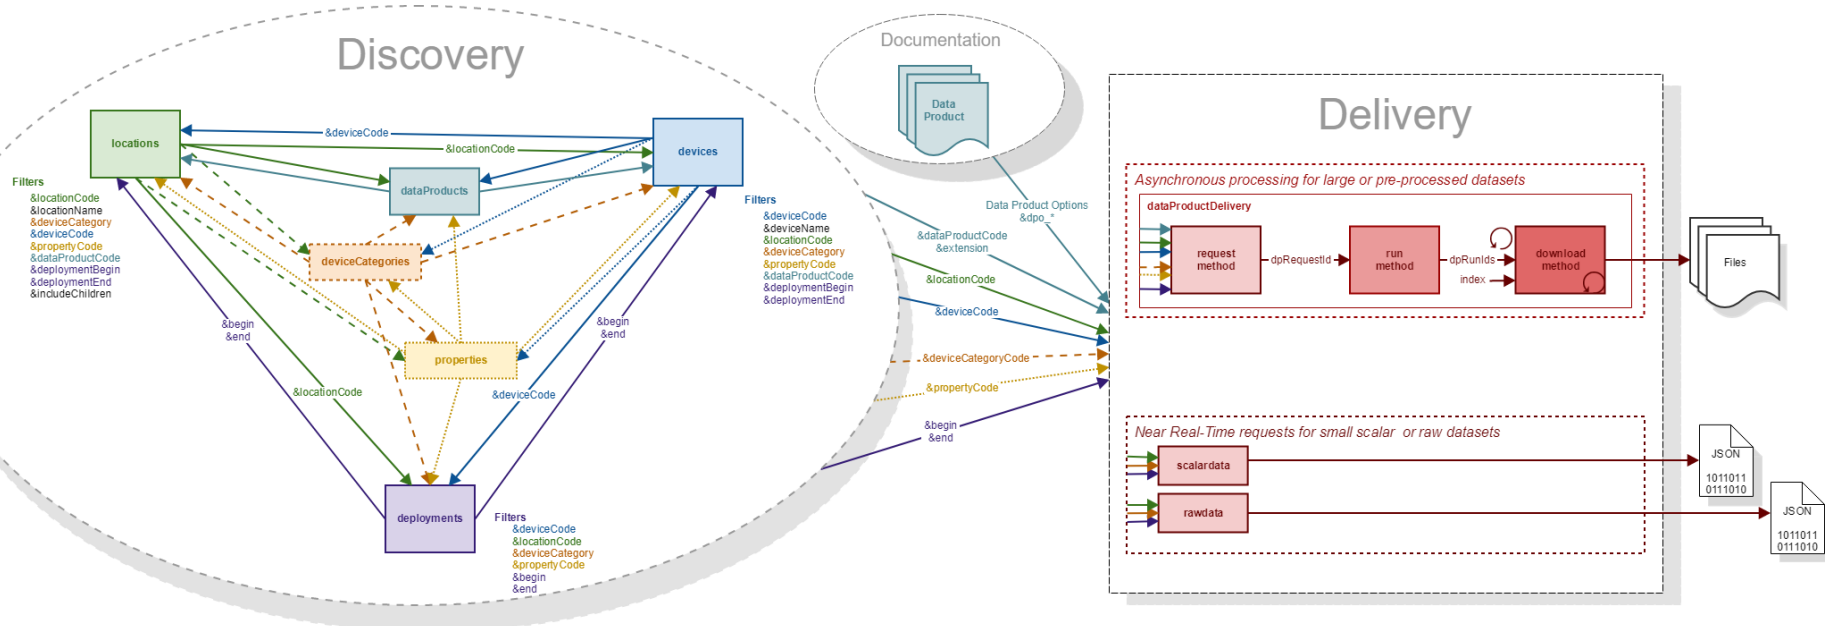 Discovery
&deviceCode
&locationCode
locations
devices
dataProducts
deviceCategories
properties
deployments
Filters
&locationCode
&locationName
&deviceCategory
&deviceCode
&propertyCode
&dataProductCode
&deploymentBegin
&deploymentEnd
&includeChildren
Filters
&deviceCode
&deviceName
&locationCode
&deviceCategory
&propertyCode
&dataProductCode
&deploymentBegin
&deploymentEnd
&begin
&end
&begin
&end
&locationCode
&deviceCode
Filters
&deviceCode
&locationCode
&deviceCategory
&propertyCode
&begin
&end
Documentation
Data
Product
Data Product Options
&dpo_*
&dataProductCode
&extension
&locationCode
&deviceCode
&deviceCategoryCode
&propertyCode
&begin
&end
Delivery
Asynchronous processing for large or pre-processed datasets
dataProductDelivery
request
method
dpRequestId
run
method
dpRunIds
index
download
method
Files
Near Real-Time requests for small scalar or raw datasets
scalardata
rawdata
JSON
1011011
0111010
JSON
1011011
0111010